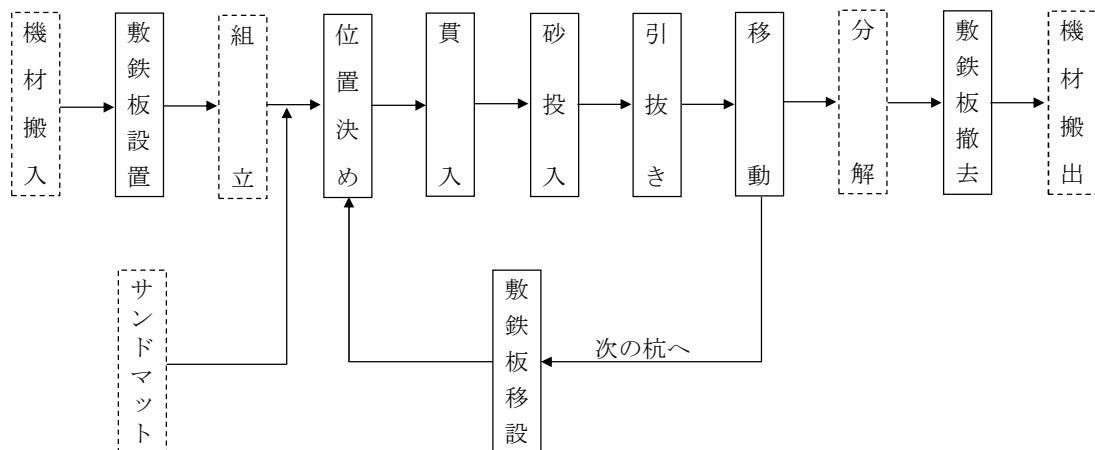 機材搬入
敷鉄板設置
組立
位置決め
貫入
砂投入
引抜き
移動
分解
敷鉄板撤去
機材搬出
サンドマット
敷鉄板移設
次の杭へ